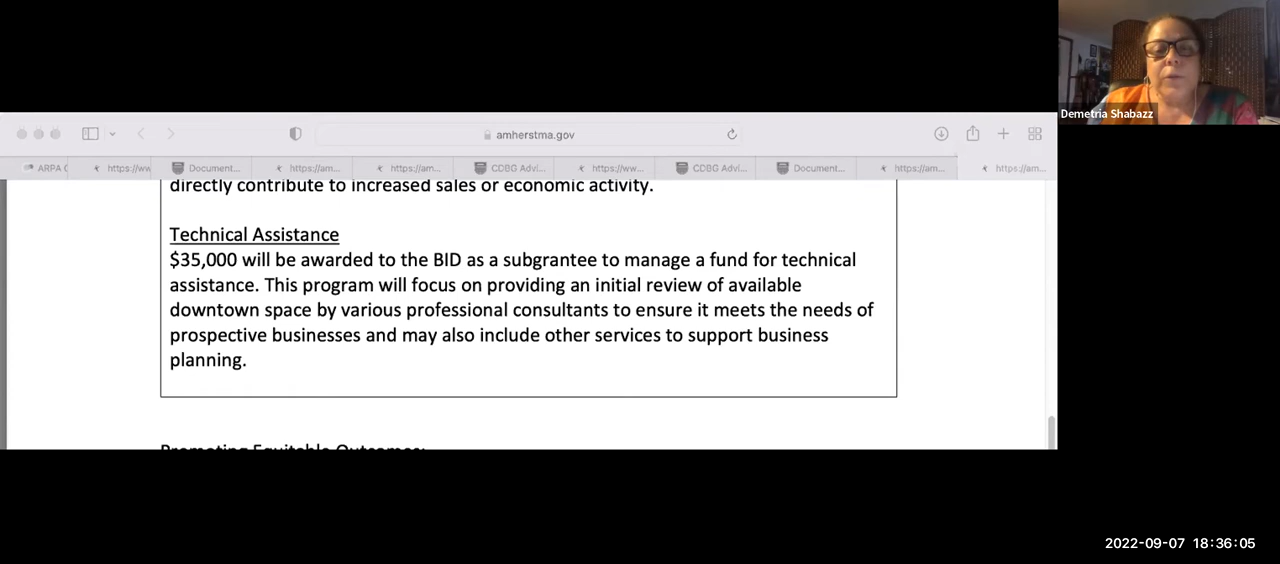 Demetria Shabazz
amherstma.gov
ARPA
https://ww
Document...
https://am...
https://am...
CDBG Advi...
https://ww...
CDBG Advi...
Document...
https://am...
https://am...
directly contribute to increased sales or economic activity.
Technical Assistance
$35,000 will be awarded to the BID as a subgrantee to manage a fund for technical
assistance. This program will focus on providing an initial review of available
downtown space by various professional consultants to ensure it meets the needs of
prospective businesses and may also include other services to support business
planning.
Promoting Equitable Outcomes:
2022-09-07 18:36:05